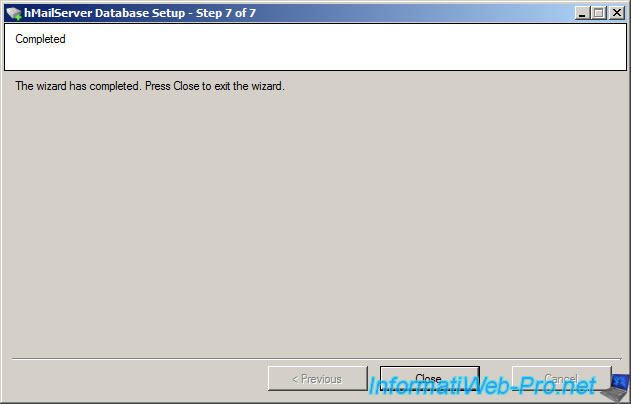 hMailServer Database Setup - Step 7 of 7
Completed
The wizard has completed. Press Close to exit the wizard.
< Previous
Close
Cancel
InformatiWeb-Pro.net